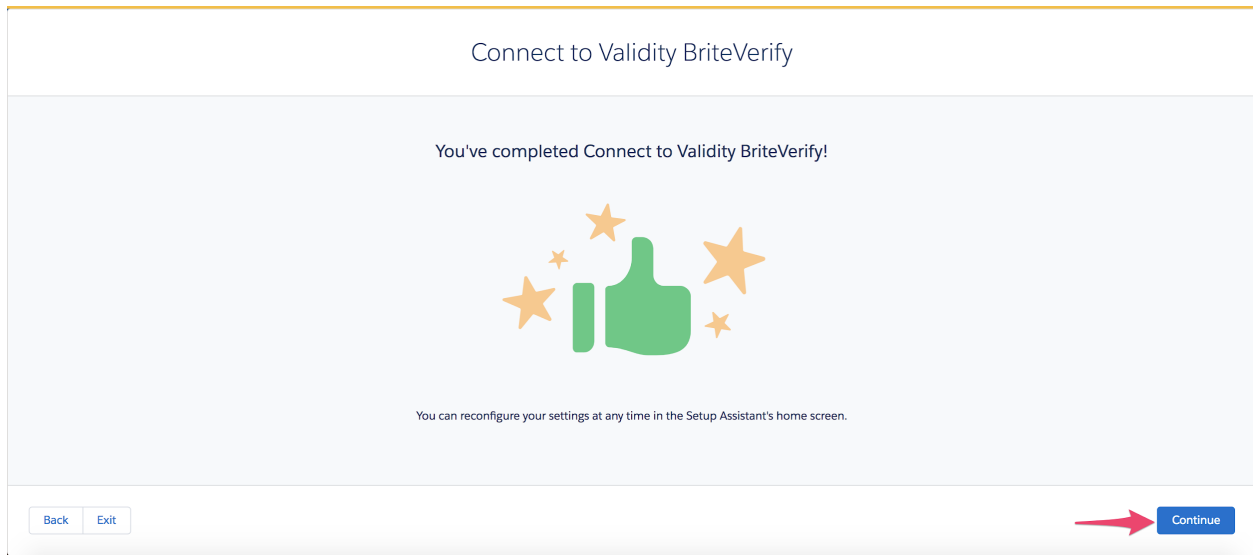 Connect to Validity BriteVerify
You've completed Connect to Validity BriteVerify!
You can reconfigure your settings at any time in the Setup Assistant's home screen.
Back Exit Continue